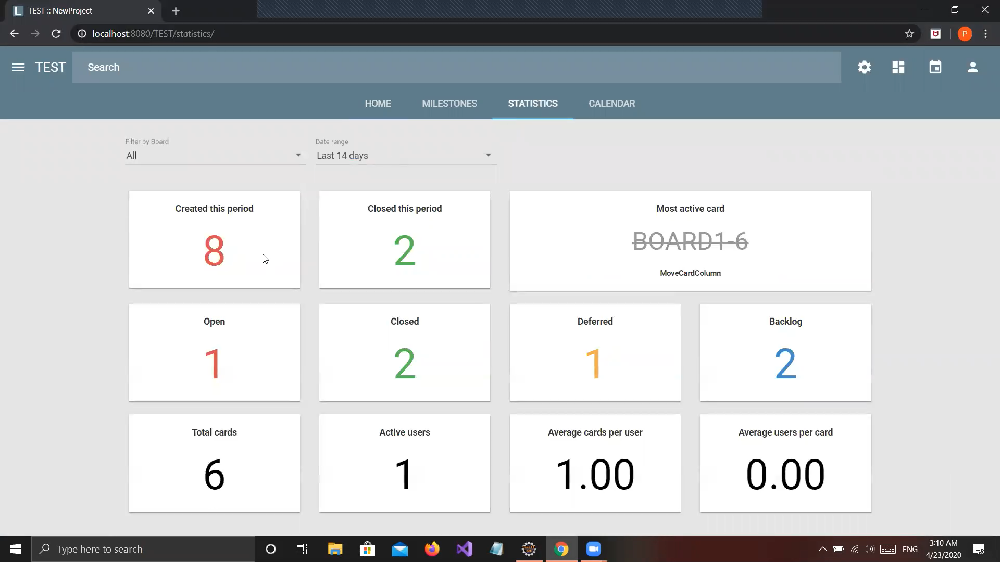 L TEST :: NewProject
localhost:8080/TEST/statistics/
P
TEST
Search
HOME
MILESTONES
STATISTICS
CALENDAR
Filter by Board
All
Date range
Last 14 days
Created this period
8
Closed this period
2
Most active card
BOARD1-6
MoveCardColumn
Open
1
Closed
2
Deferred
1
Backlog
2
Total cards
6
Active users
1
Average cards per user
1.00
Average users per card
0.00
Type here to search
ENG
3:10 AM
4/23/2020